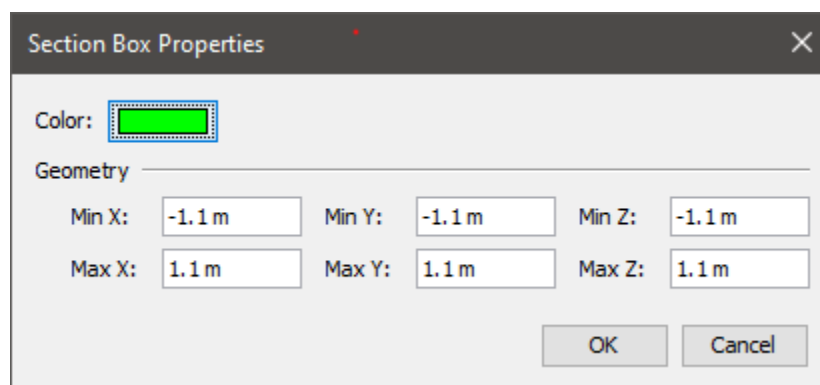 Section Box Properties
Color:
Geometry
Min X: -1.1 m Min Y: -1.1 m Min Z: -1.1 m
Max X: 1.1 m Max Y: 1.1 m Max Z: 1.1 m
OK Cancel